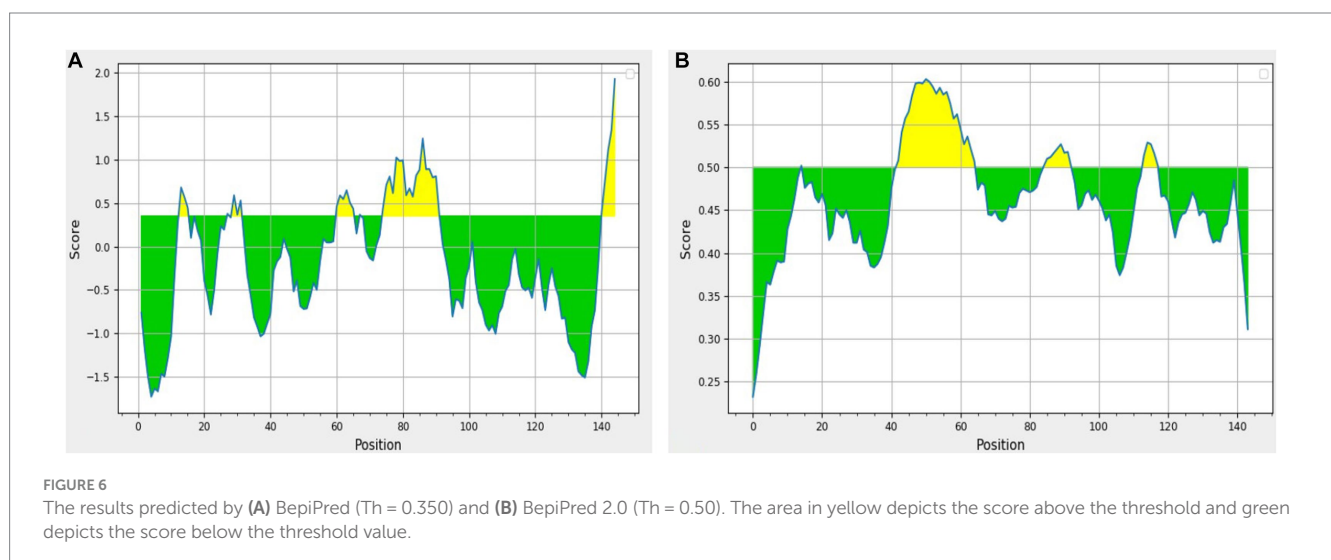 A
B
2.0
1.5
1.0
0.5
0.0
−0.5
−1.0
−1.5
Score
0 20 40 60 80 100 120 140
Position
0.60
0.55
0.50
0.45
0.40
0.35
0.30
0.25
Score
0 20 40 60 80 100 120 140
Position
FIGURE 6
The results predicted by (A) BepiPred (Th = 0.350) and (B) BepiPred 2.0 (Th = 0.50). The area in yellow depicts the score above the threshold and green
depicts the score below the threshold value.